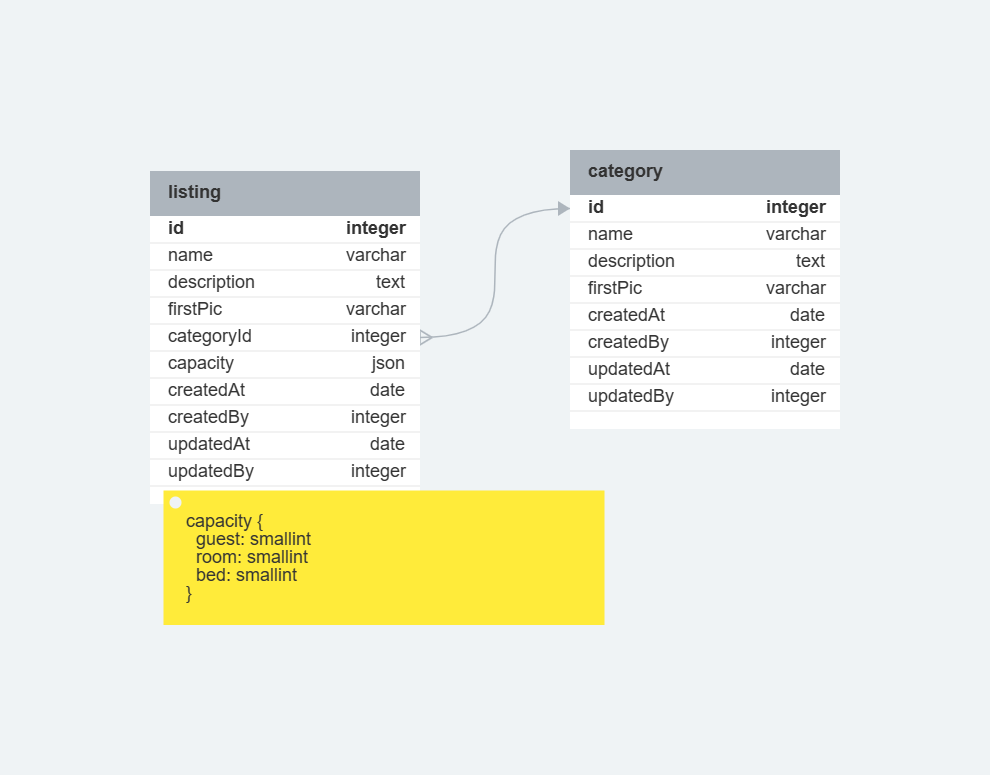 listing
id integer
name varchar
description text
firstPic varchar
categoryId integer
capacity json
createdAt date
createdBy integer
updatedAt date
updatedBy integer
category
id integer
name varchar
description text
firstPic varchar
createdAt date
createdBy integer
updatedAt date
updatedBy integer
capacity {
guest: smallint
room: smallint
bed: smallint
}